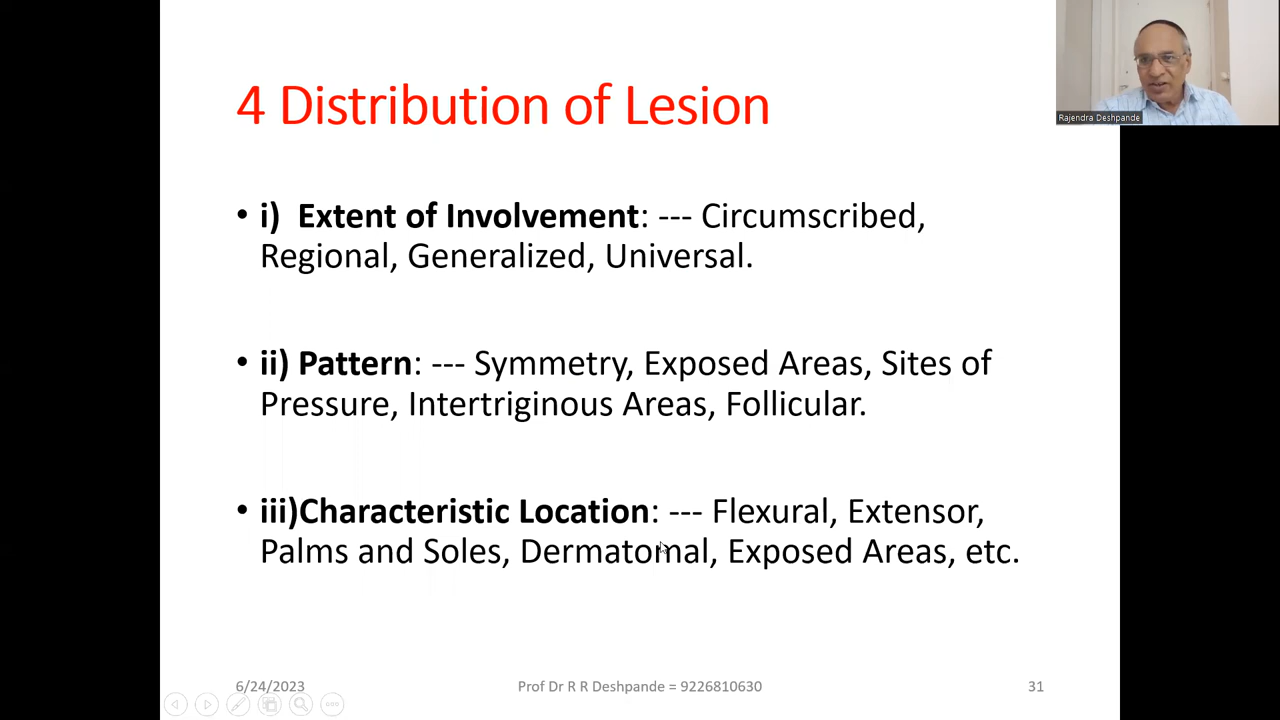 4 Distribution of Lesion
Rajendra Deshpande
• i)  Extent of Involvement: --- Circumscribed,
Regional, Generalized, Universal.
• ii) Pattern: --- Symmetry, Exposed Areas, Sites of
Pressure, Intertriginous Areas, Follicular.
• iii)Characteristic Location: --- Flexural, Extensor,
Palms and Soles, Dermatomal, Exposed Areas, etc.
6/24/2023
Prof Dr R R Deshpande = 9226810630
31